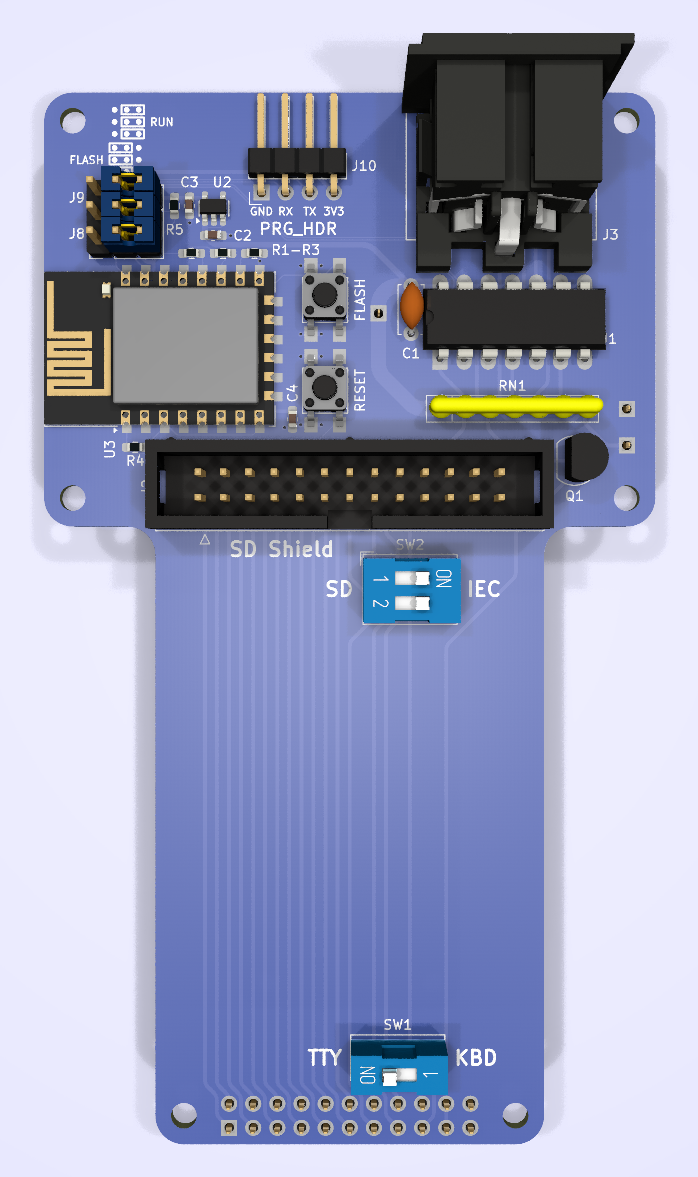 RUN
FLASH
J10
J9
J8
C3 U2
R5
C2
R1-R3
GND RX TX 3V3
PRG_HDR
J3
FLASH
C1
RESET
C4
RN1
U3
R4
Q1
SD Shield
SW2
SD
1
2
ON
IEC
SW1
TTY
ON
1
KBD